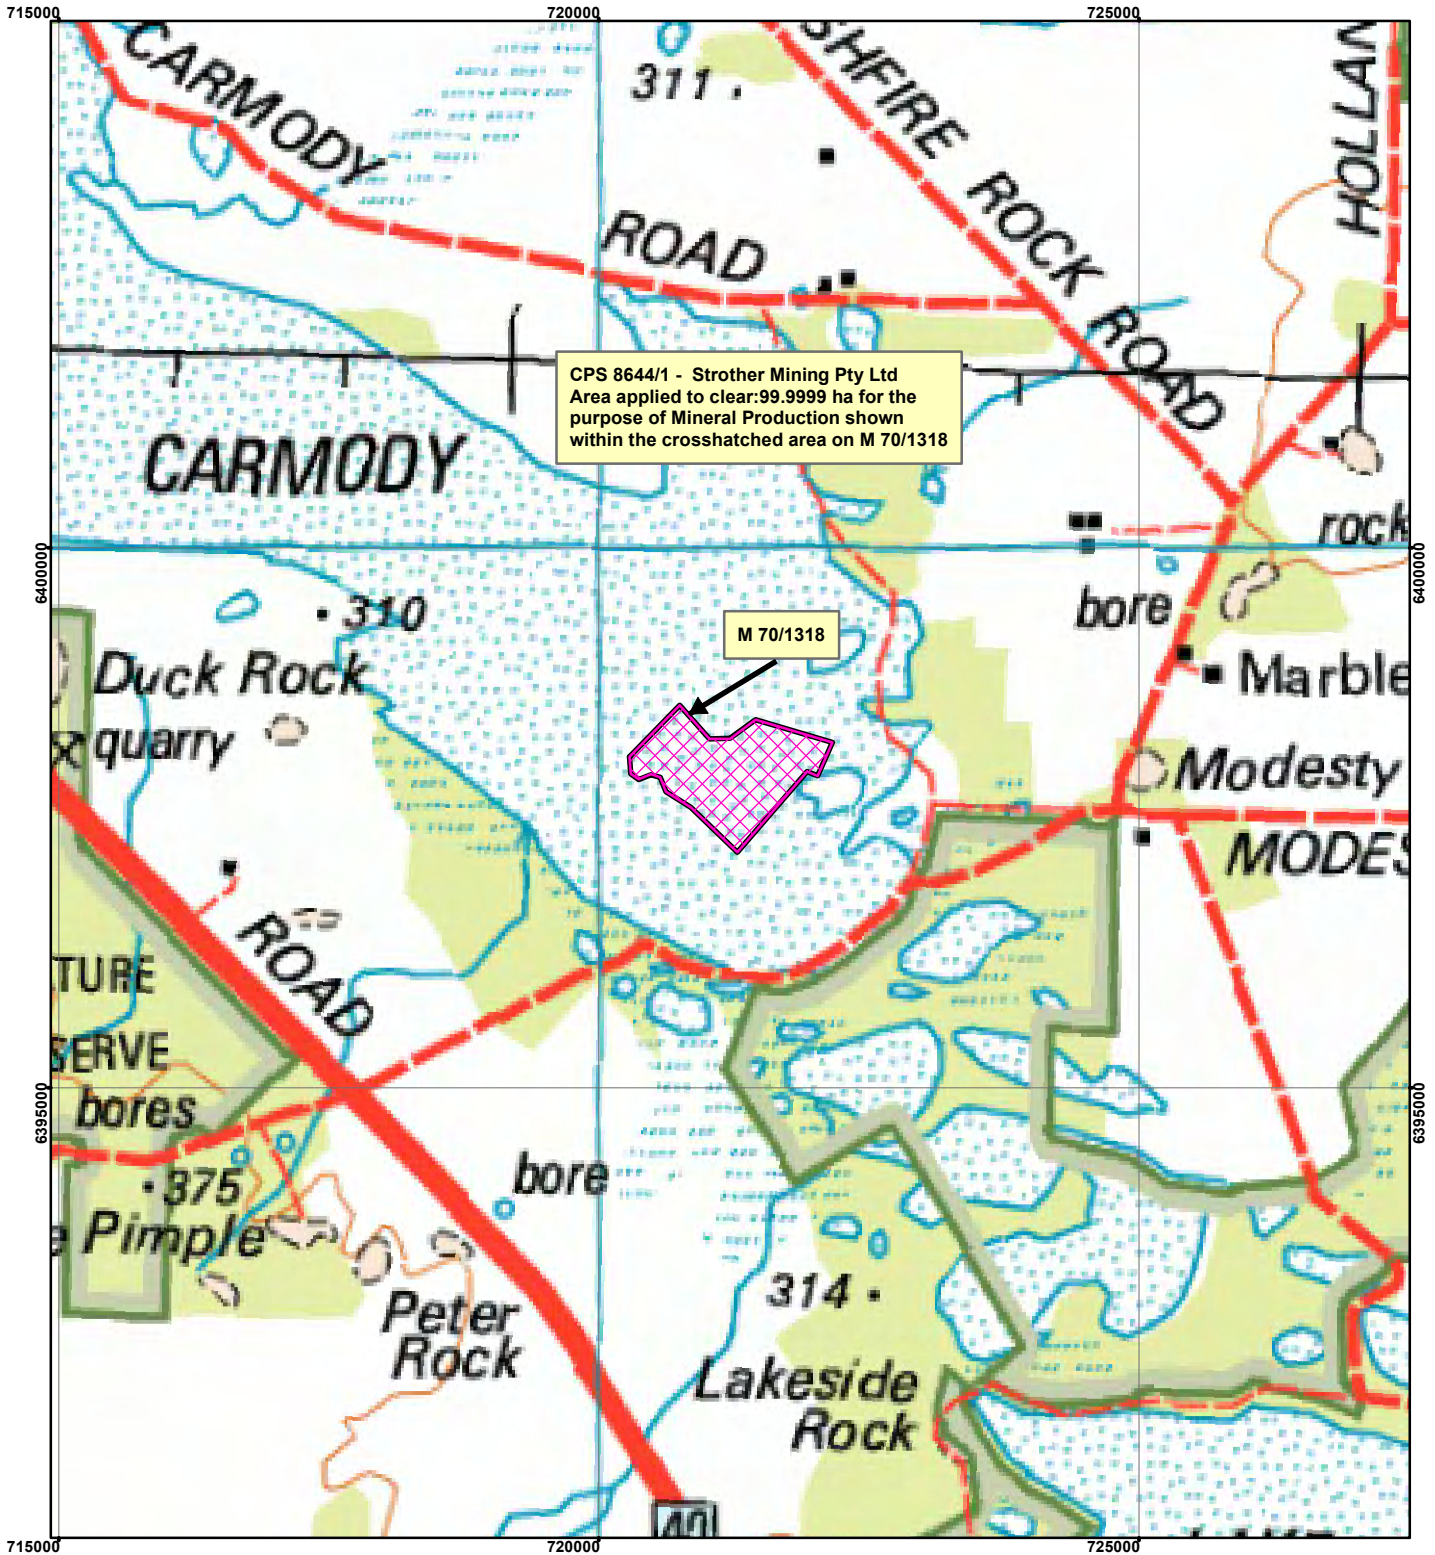 715000
720000
725000
CARMODY
311
SHFIRE
ROCK
ROAD
HOLLAN
ROAD
CPS 8644/1 - Strother Mining Pty Ltd
Area applied to clear:99.9999 ha for the
purpose of Mineral Production shown
within the crosshatched area on M 70/1318
CARMODY
rock
6400000
6400000
310
bore
M 70/1318
Duck Rock
quarry
Marble
Modesty
MODES
ROAD
TURE
SERVE
bores
6395000
6395000
375
bore
e Pimple
314
Peter
Rock
Lakeside
Rock
40
715000
720000
725000